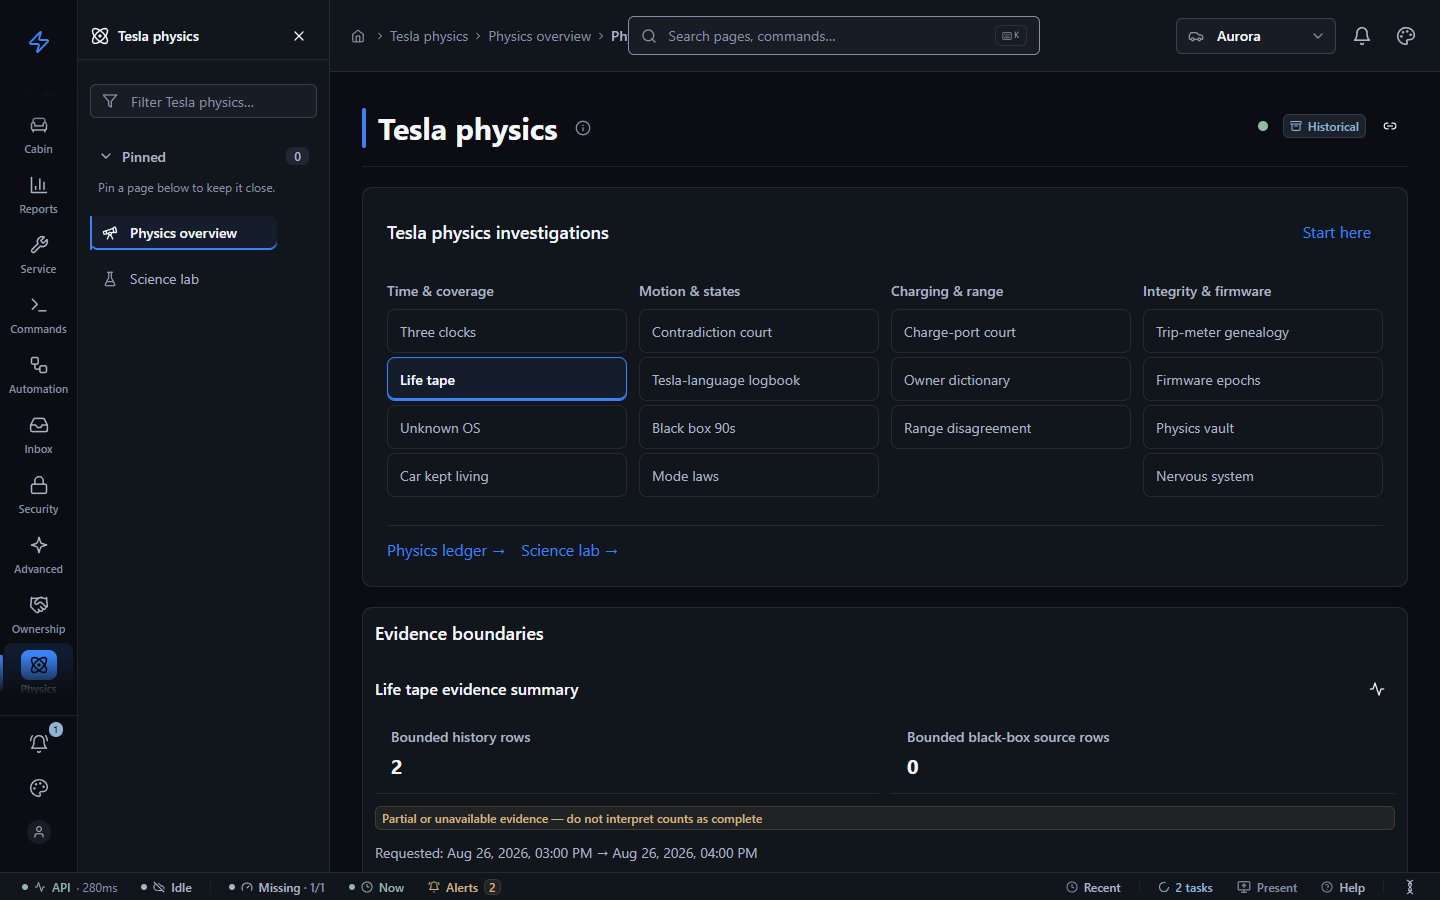 Tesla physics
Tesla physics
Physics overview
Ph
Search pages, commands...
K
Aurora
Filter Tesla physics...
Pinned
0
Pin a page below to keep it close.
Physics overview
Science lab
Cabin
Reports
Service
Commands
Automation
Inbox
Security
Advanced
Ownership
Physics
1
Tesla physics
Historical
Tesla physics investigations
Start here
Time & coverage
Three clocks
Life tape
Unknown OS
Car kept living
Motion & states
Contradiction court
Tesla-language logbook
Black box 90s
Mode laws
Charging & range
Charge-port court
Owner dictionary
Range disagreement
Integrity & firmware
Trip-meter genealogy
Firmware epochs
Physics vault
Nervous system
Physics ledger →
Science lab →
Evidence boundaries
Life tape evidence summary
Bounded history rows
2
Bounded black-box source rows
0
Partial or unavailable evidence — do not interpret counts as complete
Requested: Aug 26, 2026, 03:00 PM → Aug 26, 2026, 04:00 PM
API · 280ms
Idle
Missing · 1/1
Now
Alerts 2
Recent
2 tasks
Present
Help